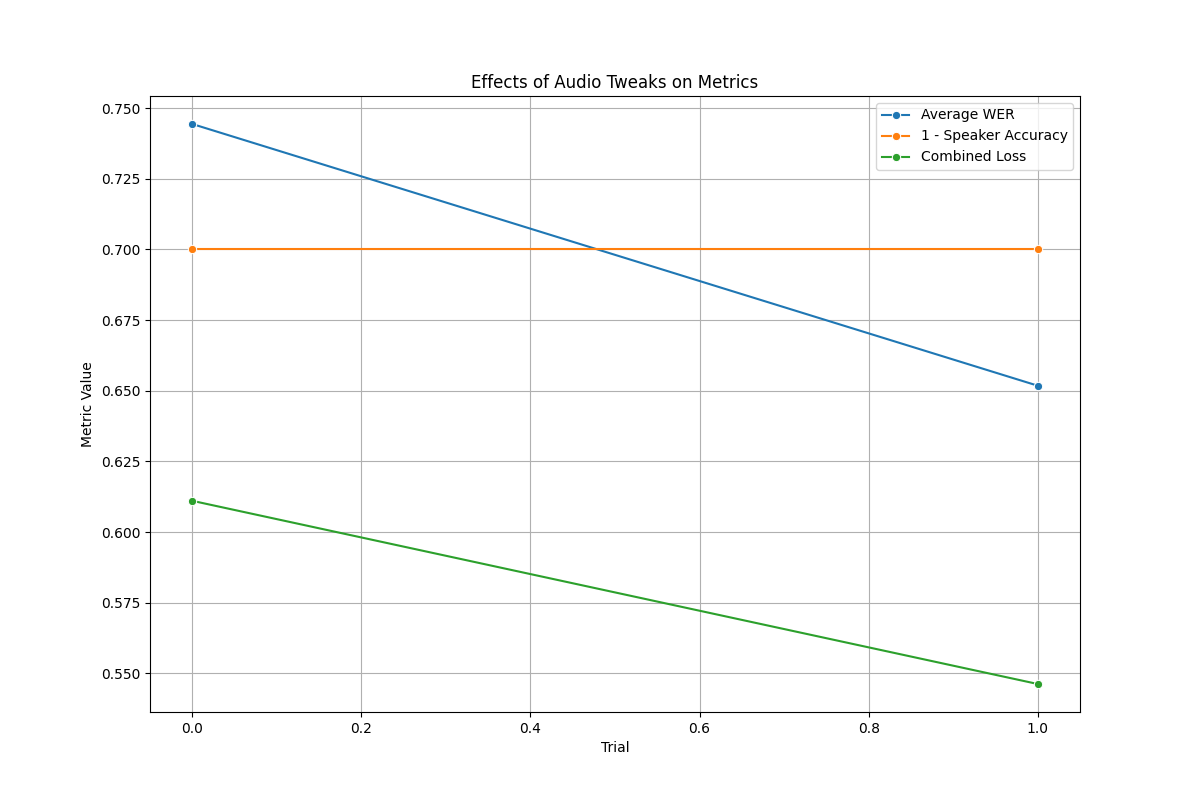 Effects of Audio Tweaks on Metrics
Average WER
1 - Speaker Accuracy
Combined Loss
0.750
0.725
0.700
0.675
0.650
0.625
0.600
0.575
0.550
Metric Value
0.0 0.2 0.4 0.6 0.8 1.0
Trial